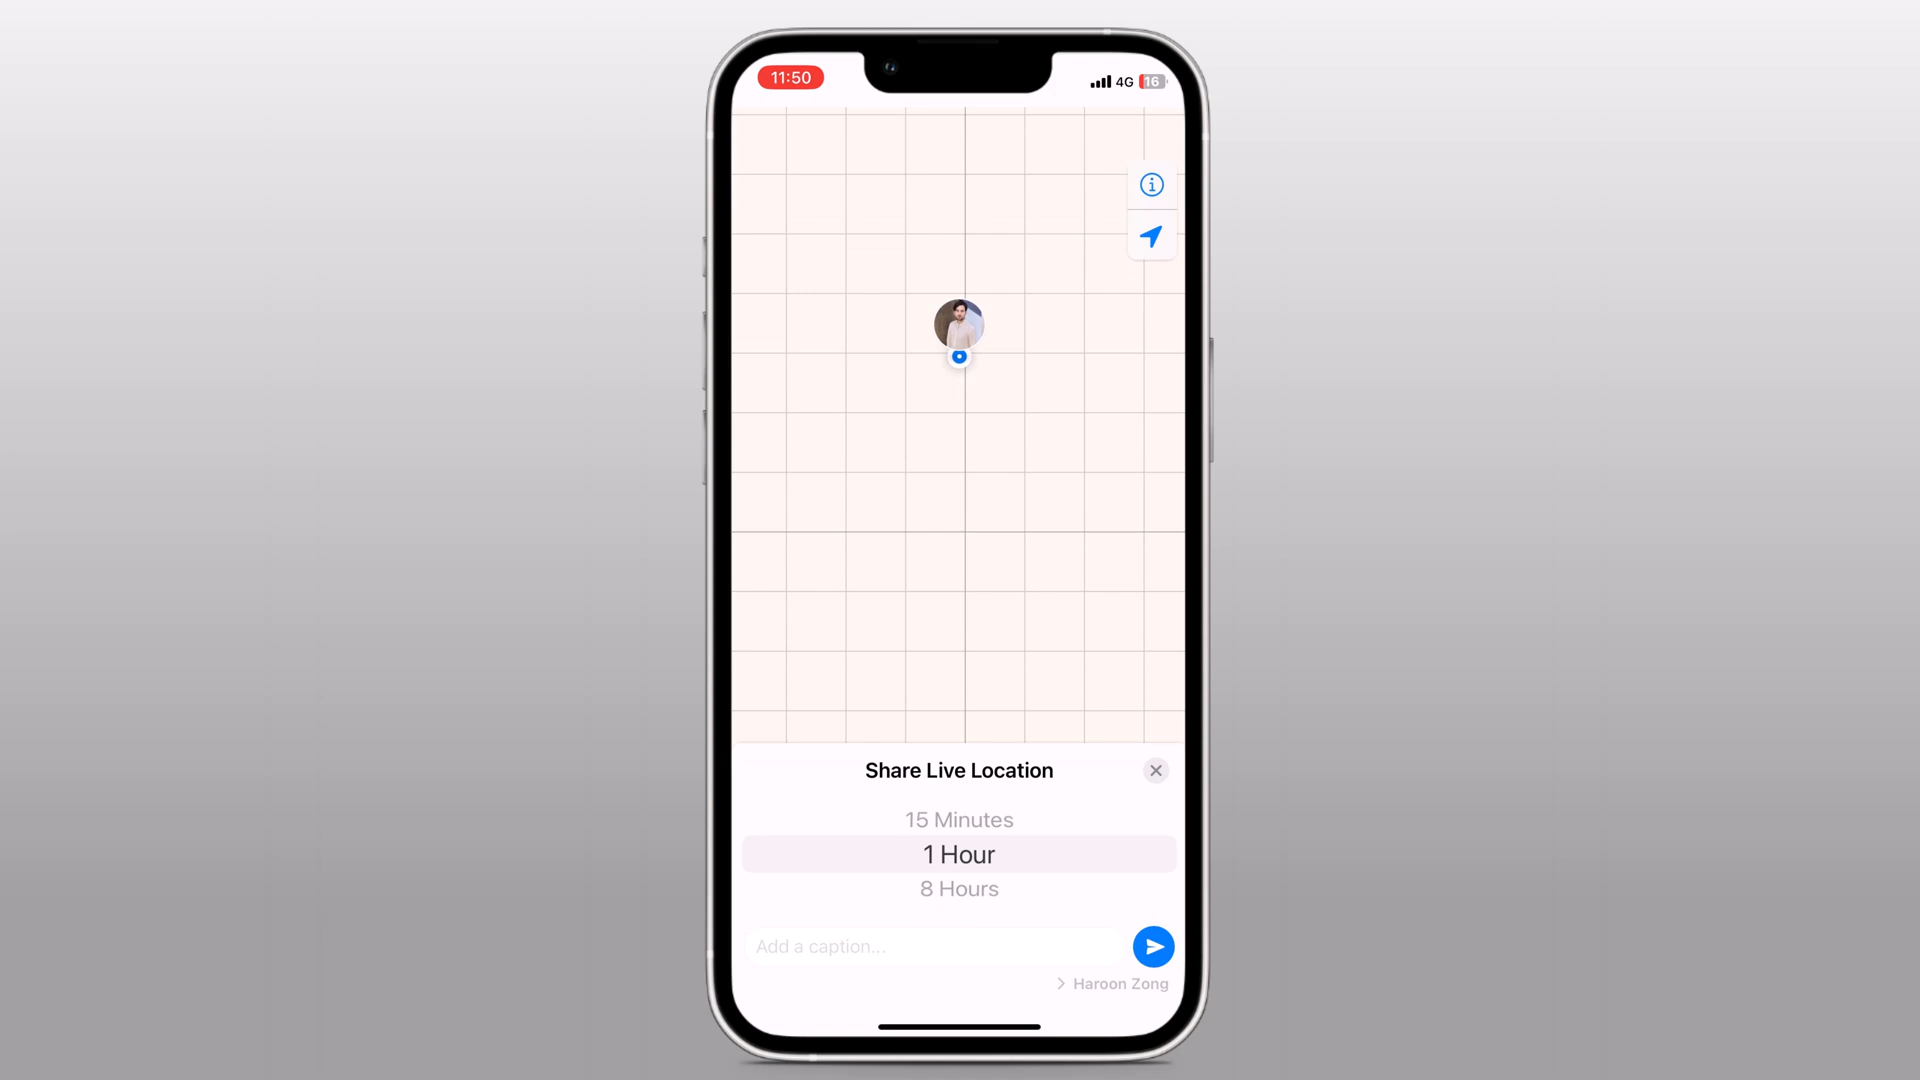 11:50
4G 16
Share Live Location
15 Minutes
1 Hour
8 Hours
Add a caption...
Haroon Zong